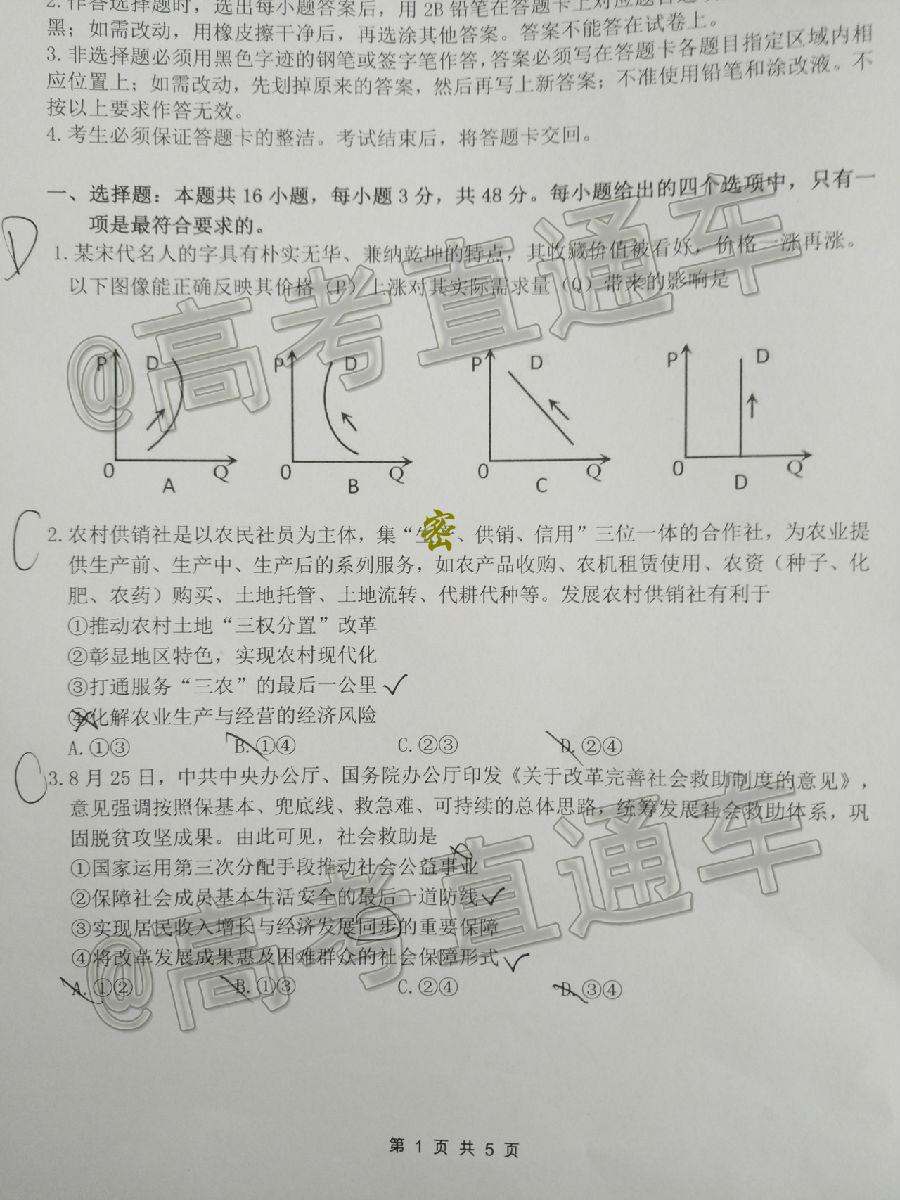 2.作答选择题时，选出每小题答案后，用2B铅笔在答题卡上对应题目选
黑；如需改动，用橡皮擦干净后，再选涂其他答案。答案不能答在试卷上。
3.非选择题必须用黑色字迹的钢笔或签字笔作答，答案必须写在答题卡各题目指定区域内相
应位置上；如需改动，先划掉原来的答案，然后再写上新答案；不准使用铅笔和涂改液。不
按以上要求作答无效。
4.考生必须保证答题卡的整洁。考试结束后，将答题卡交回。
一、选择题：本题共16小题，每小题3分，共48分。每小题给出的四个选项中，只有一
项是最符合要求的。
D
1.某宋代名人的字具有朴实无华、兼纳乾坤的特点，其收藏价值被看好，价格一涨再涨。
以下图像能正确反映其价格（P）上涨对其实际需求量（Q）带来的影响是
P D P D P D P D
0 Q 0 Q 0 Q 0 Q
A B C D
C
2.农村供销社是以农民社员为主体，集“生密、供销、信用”三位一体的合作社，为农业提
供生产前、生产中、生产后的系列服务，如农产品收购、农机租赁使用、农资（种子、化
肥、农药）购买、土地托管、土地流转、代耕代种等。发展农村供销社有利于
①推动农村土地“三权分置”改革
②彰显地区特色，实现农村现代化
③打通服务“三农”的最后一公里
④化解农业生产与经营的经济风险
A.①③ B.①④ C.②③ D.②④
C
3.8月25日，中共中央办公厅、国务院办公厅印发《关于改革完善社会救助制度的意见》，
意见强调按照保基本、兜底线、救急难、可持续的总体思路，统筹发展社会救助体系，巩
固脱贫攻坚成果。由此可见，社会救助是
①国家运用第三次分配手段推动社会公益事业
②保障社会成员基本生活安全的最后一道防线
③实现居民收入增长与经济发展同步的重要保障
④将改革发展成果惠及困难群众的社会保障形式
A.①② B.①③ C.②④ D.③④
第 1 页 共 5 页
@高考直通车
@高考直通车